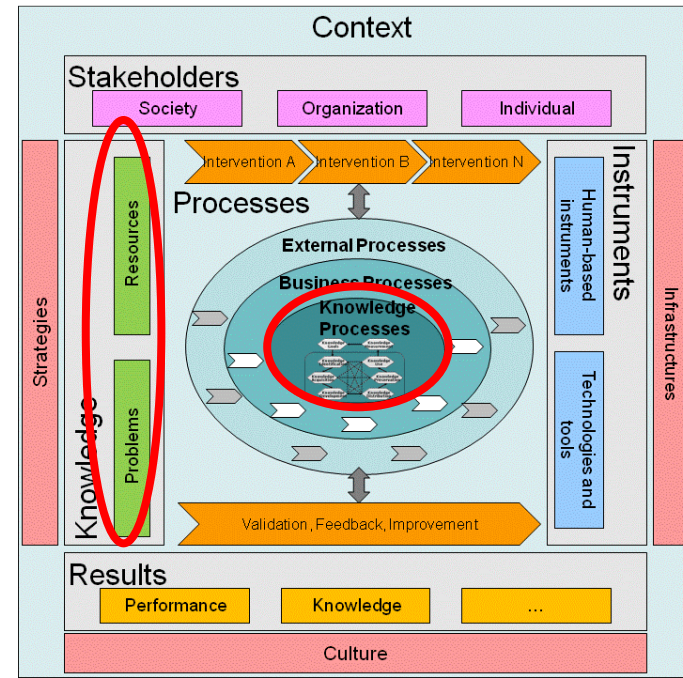 Context
Stakeholders
Society
Organization
Individual
Strategies
Knowledge
Resources
Problems
Intervention A
Intervention B
Intervention N
Processes
External Processes
Business Processes
Knowledge
Processes
Validation, Feedback, Improvement
Instruments
Human-based
instruments
Technologies and
tools
Infrastructures
Results
Performance
Knowledge
...
Culture